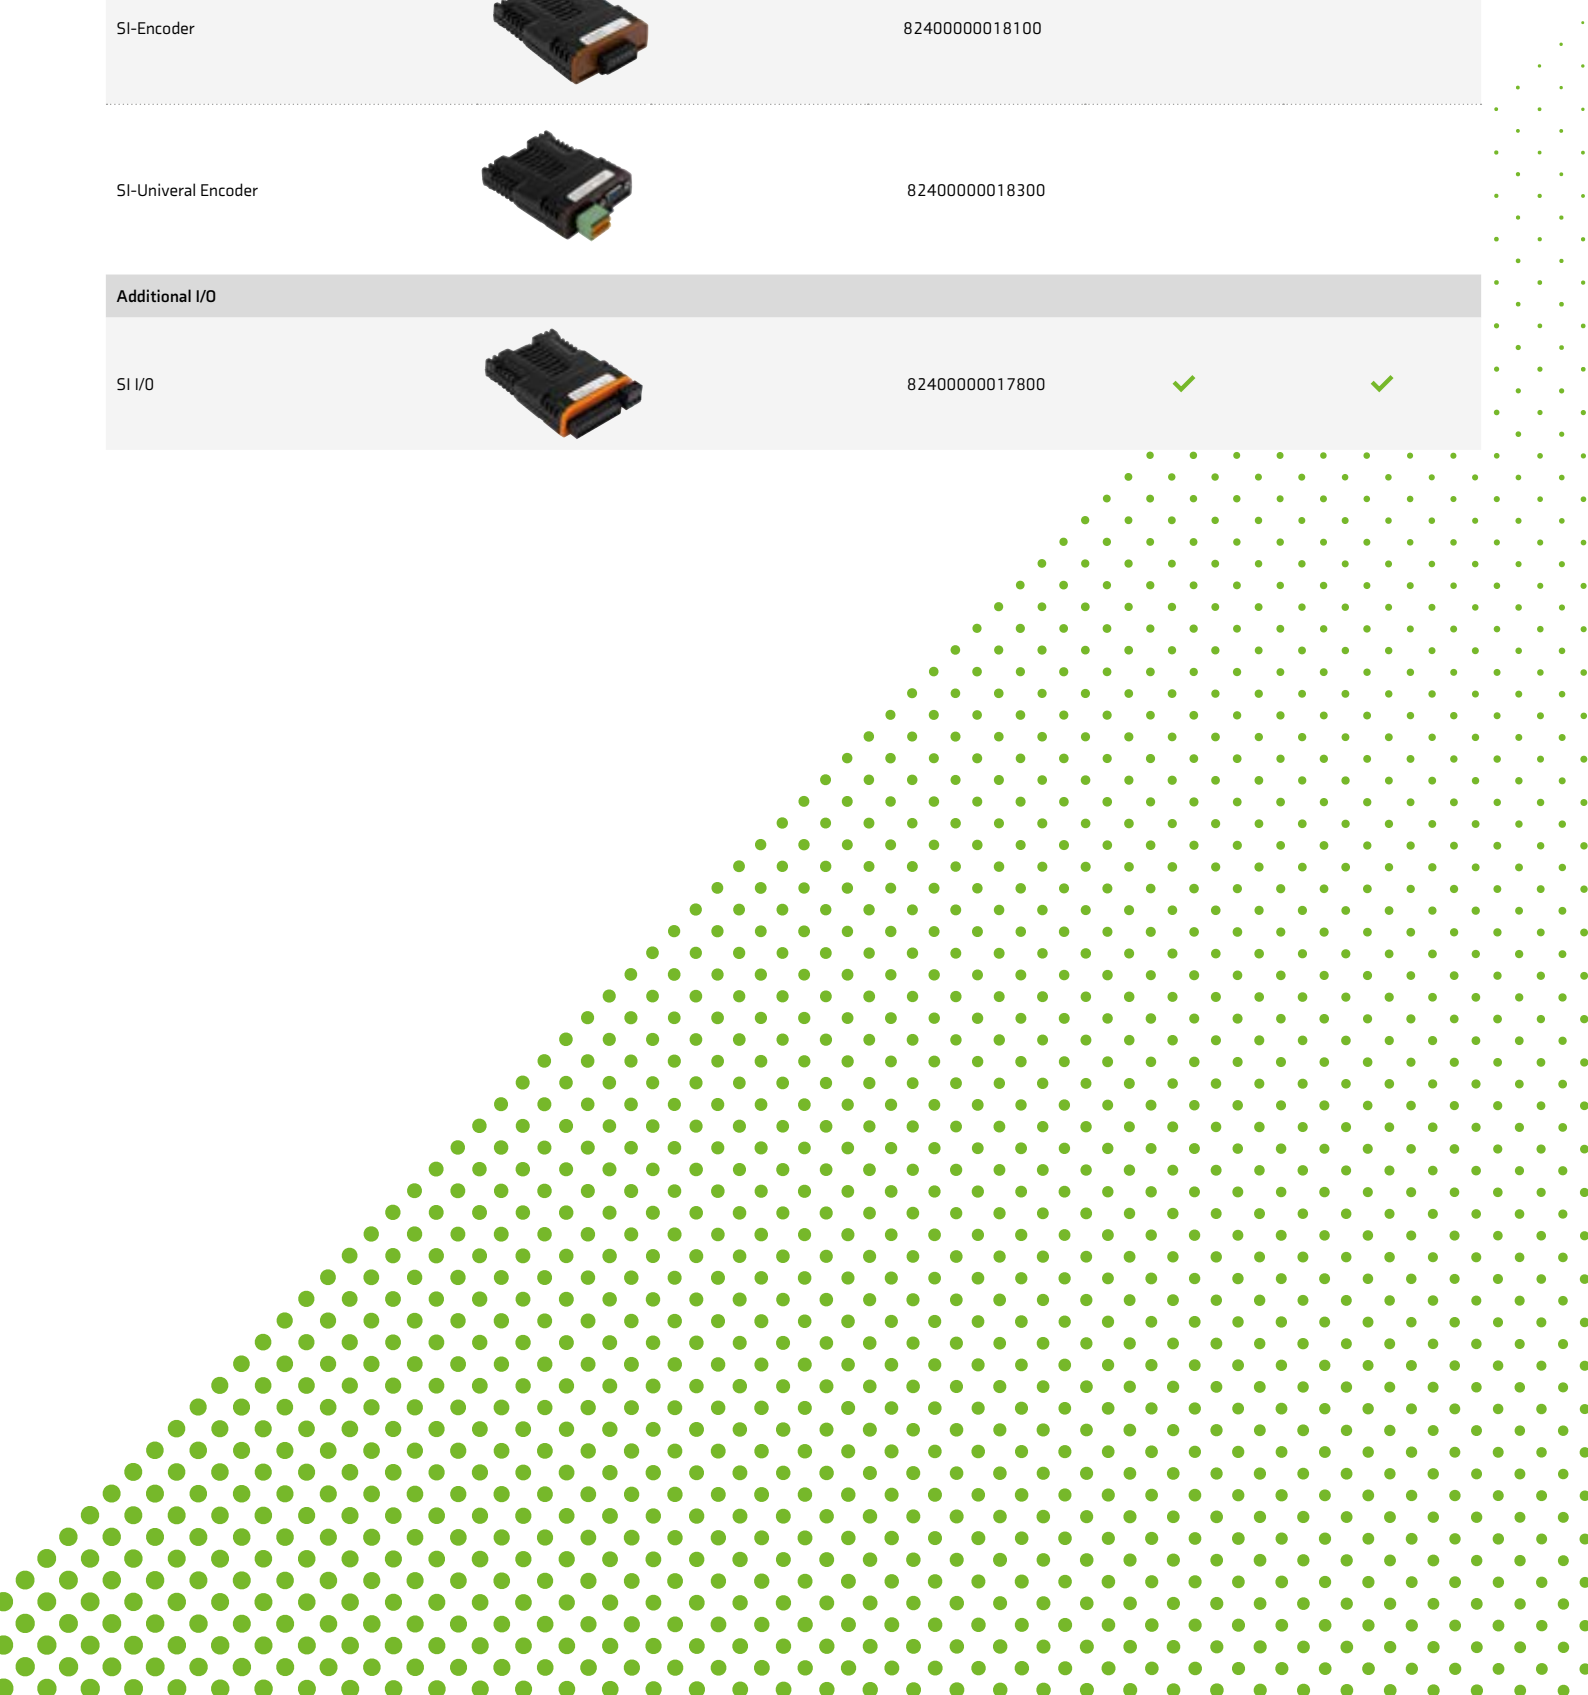 SI-Encoder 82400000018100
SI-Univeral Encoder 82400000018300
Additional I/O
SI I/O 82400000017800